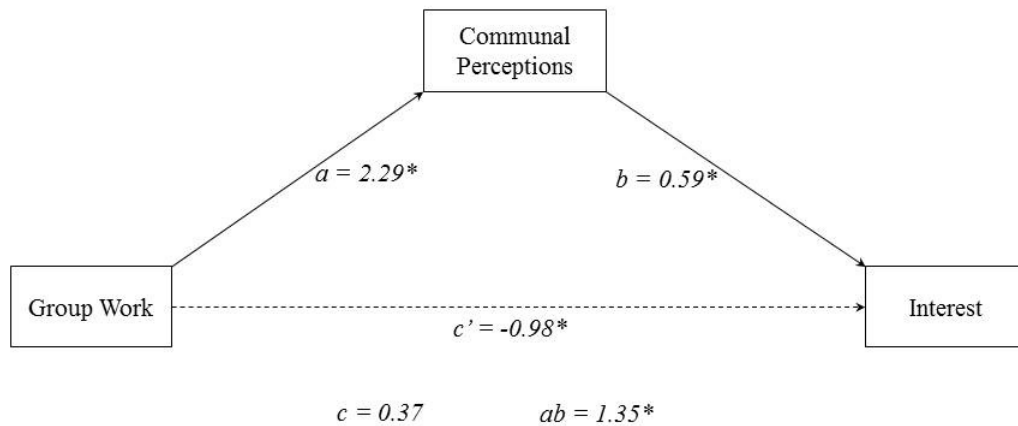 Communal
Perceptions
a = 2.29*
b = 0.59*
Group Work
Interest
c’ = -0.98*
c = 0.37
ab = 1.35*